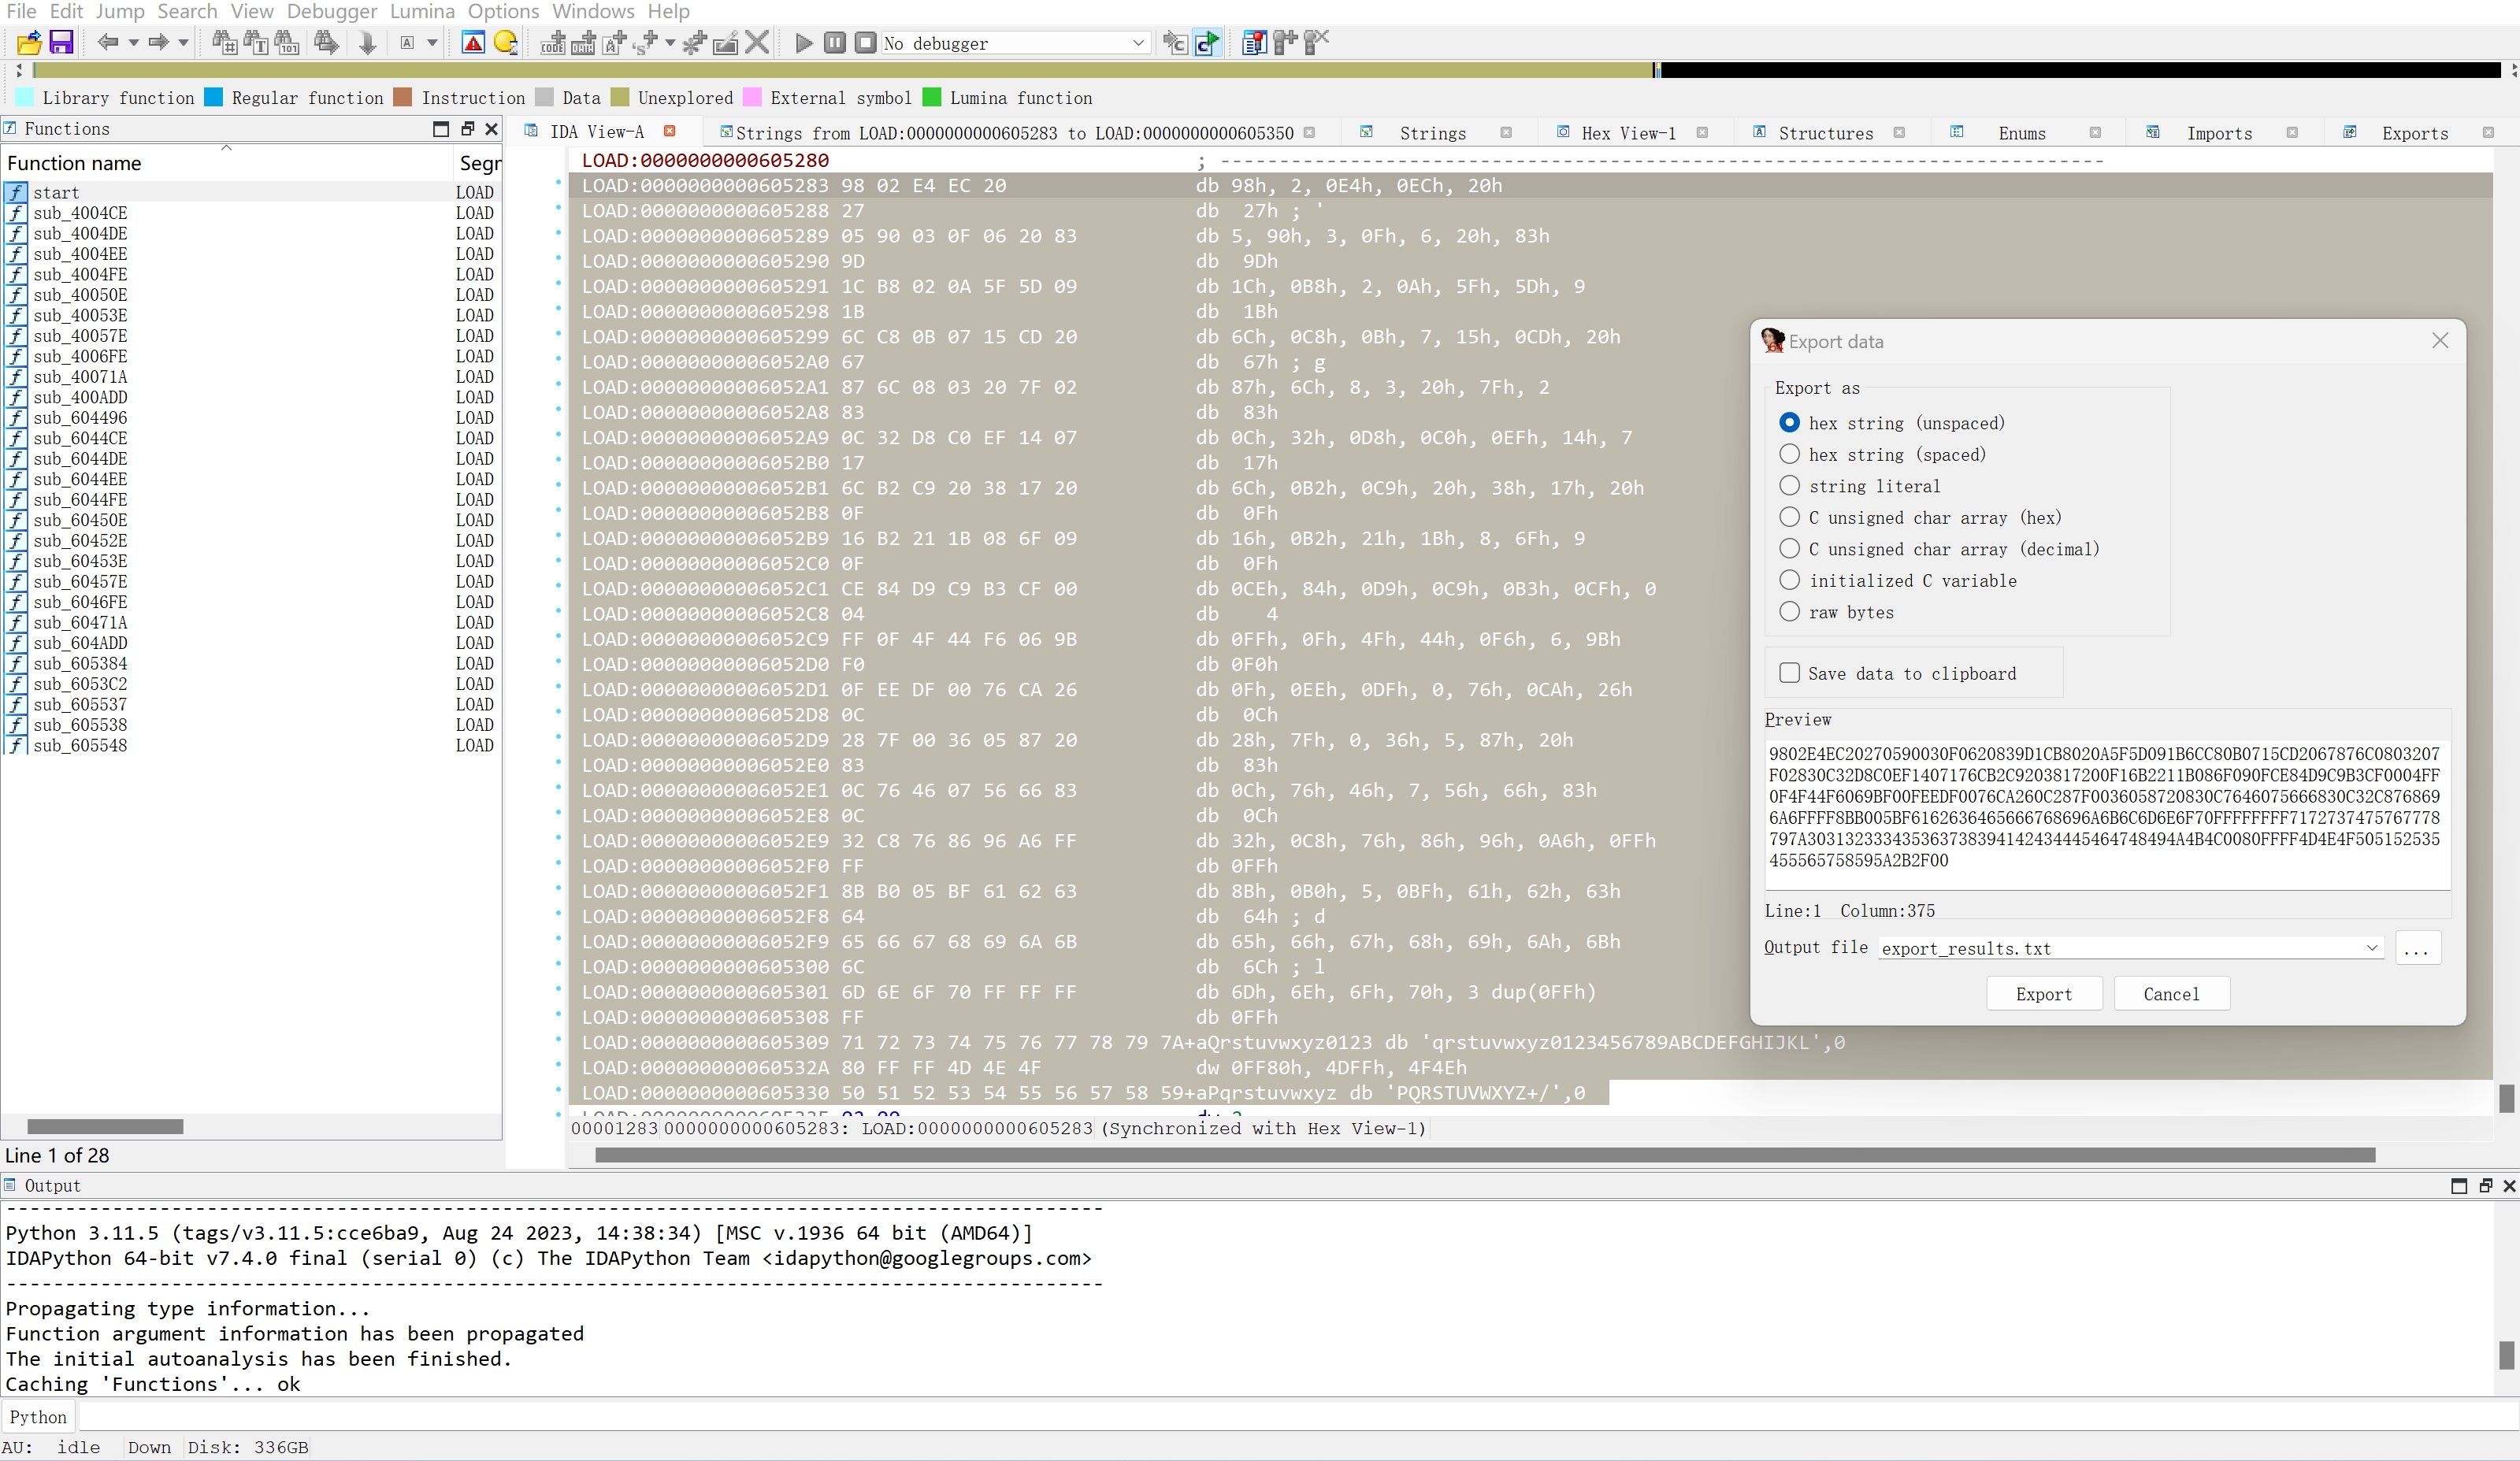 File Edit Jump Search View Debugger Lumina Options Windows Help
No debugger
Library function Regular function Instruction Data Unexplored External symbol Lumina function
Functions
Function name Segr
start LOAD
sub_4004CE LOAD
sub_4004DE LOAD
sub_4004EE LOAD
sub_4004FE LOAD
sub_40050E LOAD
sub_40053E LOAD
sub_40057E LOAD
sub_4006FE LOAD
sub_40071A LOAD
sub_400ADD LOAD
sub_604496 LOAD
sub_6044CE LOAD
sub_6044DE LOAD
sub_6044EE LOAD
sub_6044FE LOAD
sub_60450E LOAD
sub_60452E LOAD
sub_60453E LOAD
sub_60457E LOAD
sub_6046FE LOAD
sub_60471A LOAD
sub_604ADD LOAD
sub_605384 LOAD
sub_6053C2 LOAD
sub_605537 LOAD
sub_605538 LOAD
sub_605548 LOAD
Line 1 of 28
IDA View-A Strings from LOAD:0000000000605283 to LOAD:0000000000605350 Strings Hex View-1 Structures Enums Imports Exports
LOAD:0000000000605280 ; ---------------------------------------------------------------------------
LOAD:0000000000605283 98 02 E4 EC 20 db 98h, 2, 0E4h, 0ECh, 20h
LOAD:0000000000605288 27 db 27h ; '
LOAD:0000000000605289 05 90 03 0F 06 20 83 db 5, 90h, 3, 0Fh, 6, 20h, 83h
LOAD:0000000000605290 9D db 9Dh
LOAD:0000000000605291 1C B8 02 0A 5F 5D 09 db 1Ch, 0B8h, 2, 0Ah, 5Fh, 5Dh, 9
LOAD:0000000000605298 1B db 1Bh
LOAD:0000000000605299 6C C8 0B 07 15 CD 20 db 6Ch, 0C8h, 0Bh, 7, 15h, 0CDh, 20h
LOAD:00000000006052A0 67 db 67h ; g
LOAD:00000000006052A1 87 6C 08 03 20 7F 02 db 87h, 6Ch, 8, 3, 20h, 7Fh, 2
LOAD:00000000006052A8 83 db 83h
LOAD:00000000006052A9 0C 32 D8 C0 EF 14 07 db 0Ch, 32h, 0D8h, 0C0h, 0EFh, 14h, 7
LOAD:00000000006052B0 17 db 17h
LOAD:00000000006052B1 6C B2 C9 20 38 17 20 db 6Ch, 0B2h, 0C9h, 20h, 38h, 17h, 20h
LOAD:00000000006052B8 0F db 0Fh
LOAD:00000000006052B9 16 B2 21 1B 08 6F 09 db 16h, 0B2h, 21h, 1Bh, 8, 6Fh, 9
LOAD:00000000006052C0 0F db 0Fh
LOAD:00000000006052C1 CE 84 D9 C9 B3 CF 00 db 0CEh, 84h, 0D9h, 0C9h, 0B3h, 0CFh, 0
LOAD:00000000006052C8 04 db 4
LOAD:00000000006052C9 FF 0F 4F 44 F6 06 9B db 0FFh, 0Fh, 4Fh, 44h, 0F6h, 6, 9Bh
LOAD:00000000006052D0 F0 db 0F0h
LOAD:00000000006052D1 0F EE DF 00 76 CA 26 db 0Fh, 0EEh, 0DFh, 0, 76h, 0CAh, 26h
LOAD:00000000006052D8 0C db 0Ch
LOAD:00000000006052D9 28 7F 00 36 05 87 20 db 28h, 7Fh, 0, 36h, 5, 87h, 20h
LOAD:00000000006052E0 83 db 83h
LOAD:00000000006052E1 0C 76 46 07 56 66 83 db 0Ch, 76h, 46h, 7, 56h, 66h, 83h
LOAD:00000000006052E8 0C db 0Ch
LOAD:00000000006052E9 32 C8 76 86 96 A6 FF db 32h, 0C8h, 76h, 86h, 96h, 0A6h, 0FFh
LOAD:00000000006052F0 FF db 0FFh
LOAD:00000000006052F1 8B B0 05 BF 61 62 63 db 8Bh, 0B0h, 5, 0BFh, 61h, 62h, 63h
LOAD:00000000006052F8 64 db 64h ; d
LOAD:00000000006052F9 65 66 67 68 69 6A 6B db 65h, 66h, 67h, 68h, 69h, 6Ah, 6Bh
LOAD:0000000000605300 6C db 6Ch ; l
LOAD:0000000000605301 6D 6E 6F 70 FF FF FF db 6Dh, 6Eh, 6Fh, 70h, 3 dup(0FFh)
LOAD:0000000000605308 FF db 0FFh
LOAD:0000000000605309 71 72 73 74 75 76 77 78 79 7A+aQrstuvwxyz0123 db 'qrstuvwxyz0123456789ABCDEFGHIJKL',0
LOAD:000000000060532A 80 FF FF 4D 4E 4F dw 0FF80h, 4DFFh, 4F4Eh
LOAD:0000000000605330 50 51 52 53 54 55 56 57 58 59+aPqrstuvwxyz db 'PQRSTUVWXYZ+/',0
00001283 0000000000605283: LOAD:0000000000605283 (Synchronized with Hex View-1)
Export data
Export as
hex string (unspaced)
hex string (spaced)
string literal
C unsigned char array (hex)
C unsigned char array (decimal)
initialized C variable
raw bytes
Save data to clipboard
Preview
9802E4EC20270590030F0620839D1CB8020A5F5D091B6CC80B0715CD2067876C0803207
F02830C32D8C0EF1407176CB2C9203817200F16B2211B086F090FCE84D9C9B3CF0004FF
0F4F44F6069BF00FEEDF0076CA260C287F0036058720830C7646075666830C32C876869
6A6FFFF8BB005BF6162636465666768696A6B6C6D6E6F70FFFFFFFF7172737475767778
797A303132333435363738394142434445464748494A4B4C0080FFFF4D4E4F505152535
455565758595A2B2F00
Line:1 Column:375
Output file export_results.txt ...
Export Cancel
Output
Python 3.11.5 (tags/v3.11.5:cce6ba9, Aug 24 2023, 14:38:34) [MSC v.1936 64 bit (AMD64)]
IDAPython 64-bit v7.4.0 final (serial 0) (c) The IDAPython Team <idapython@googlegroups.com>
Propagating type information...
Function argument information has been propagated
The initial autoanalysis has been finished.
Caching 'Functions'... ok
Python
AU: idle Down Disk: 336GB